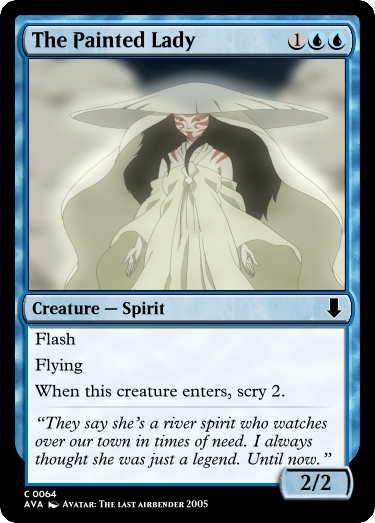 The Painted Lady 1
Creature — Spirit
Flash
Flying
When this creature enters, scry 2.
“They say she’s a river spirit who watches
over our town in times of need. I always
thought she was just a legend. Until now.”
2/2
C 0064
AVA Avatar: The last airbender 2005